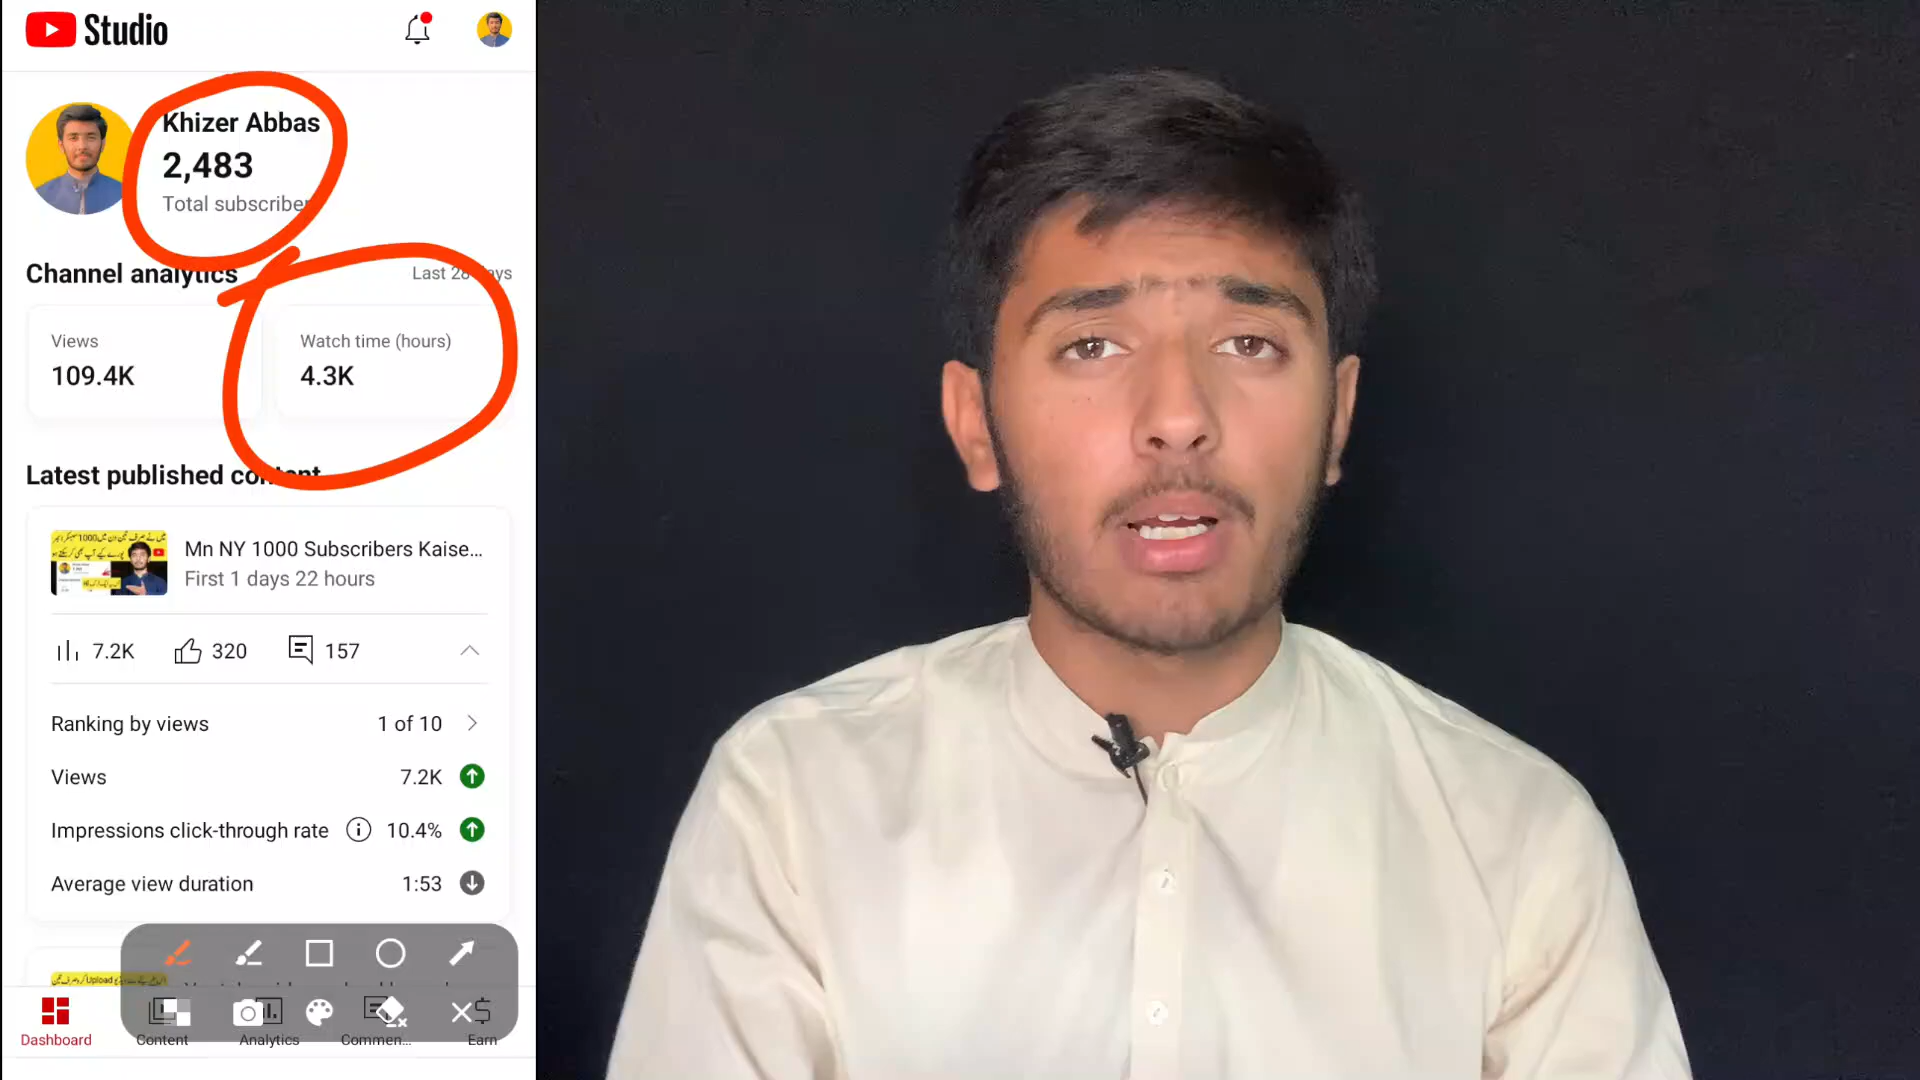 Studio
Khizer Abbas
2,483
Total subscriber
Channel analytics
Last 28 days
Views
109.4K
Watch time (hours)
4.3K
Latest published content
Mn NY 1000 Subscribers Kaise...
First 1 days 22 hours
7.2K
320
157
Ranking by views
1 of 10
Views
7.2K
Impressions click-through rate
10.4%
Average view duration
1:53
Dashboard
Content
Analytics
Commen...
Earn